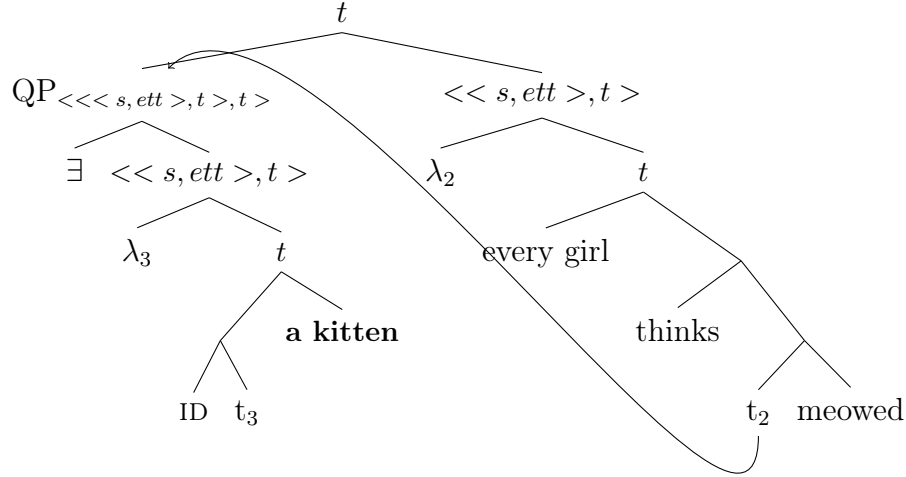 t
QP<<<s,ett>,t>,t> <<s,ett>,t>
∃ <<s,ett>,t> λ2 t
λ3 t every girl
a kitten thinks
ID t3 t2 meowed